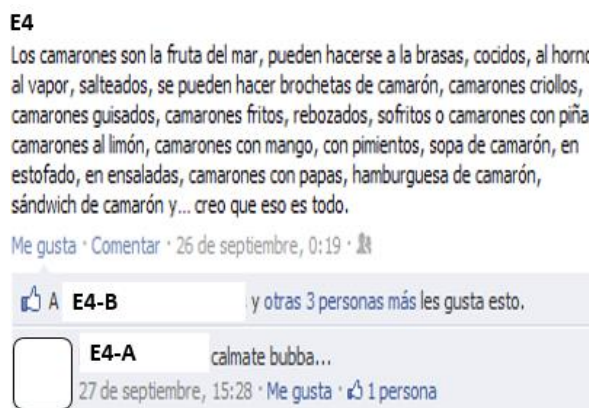 E4
Los camarones son la fruta del mar, pueden hacerse a la brasas, cocidos, al horno
al vapor, salteados, se pueden hacer brochetas de camarón, camarones criollos,
camarones guisados, camarones fritos, rebozados, sofritos o camarones con piña
camarones al limón, camarones con mango, con pimientos, sopa de camarón, en
estofado, en ensaladas, camarones con papas, hamburguesa de camarón,
sándwich de camarón y... creo que eso es todo.
Me gusta · Comentar · 26 de septiembre, 0:19 ·
A E4-B y otras 3 personas más les gusta esto.
E4-A calmate bubba...
27 de septiembre, 15:28 · Me gusta · 1 persona